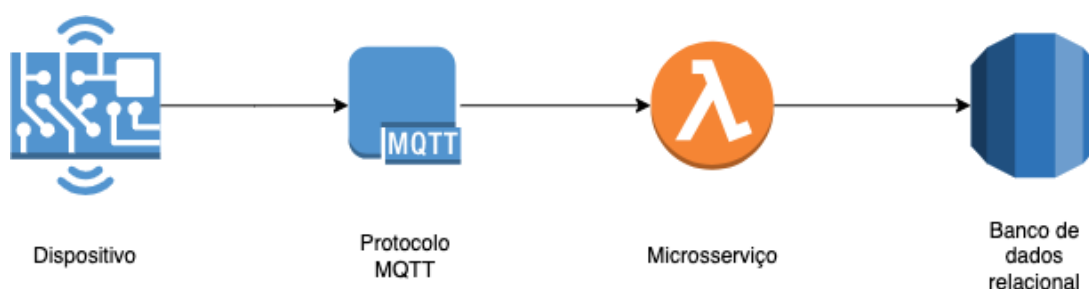 MQTT
Dispositivo
Protocolo
MQTT
Microsserviço
Banco de
dados
relacional